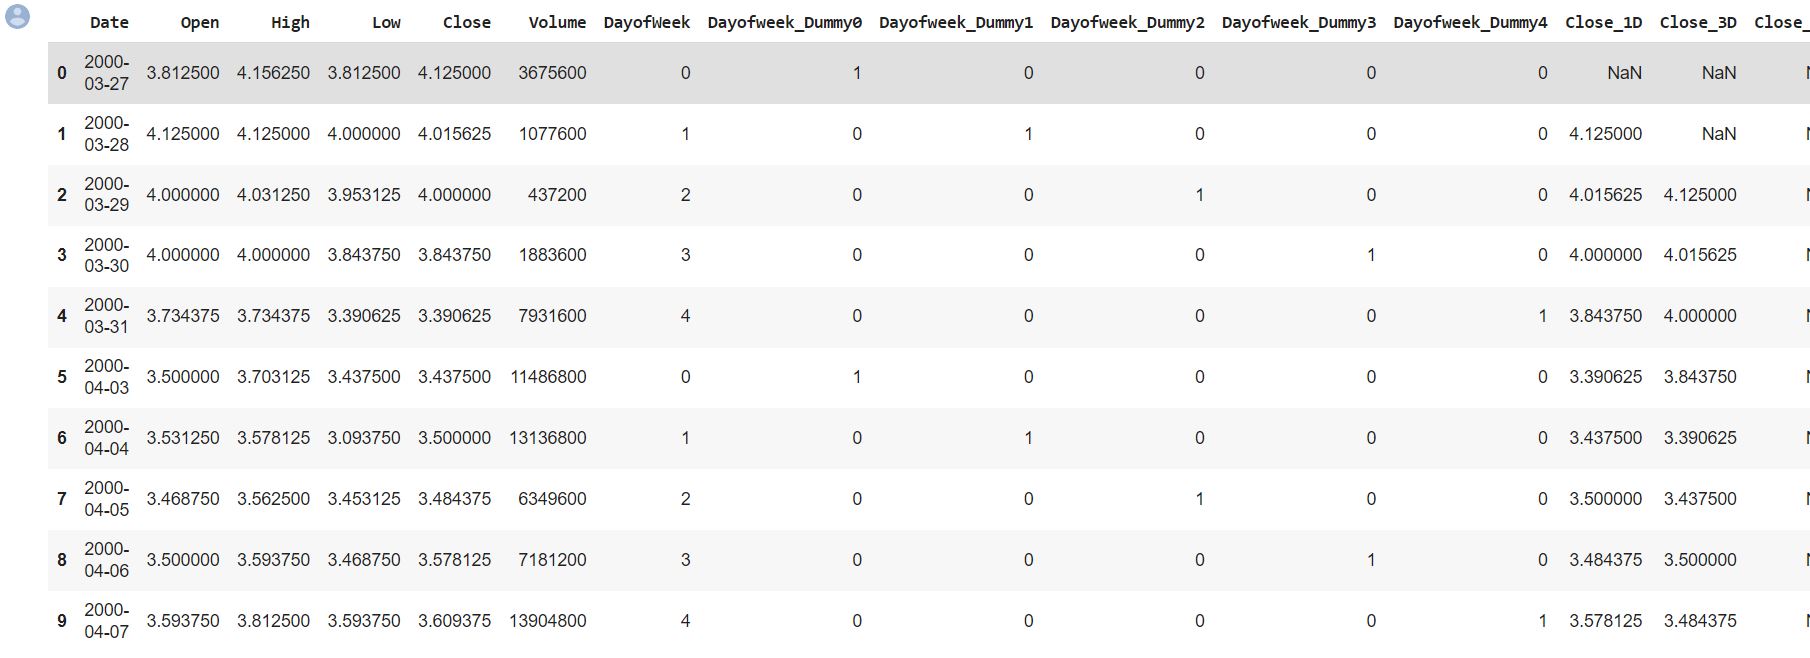 Date Open High Low Close Volume DayofWeek Dayofweek_Dummy0 Dayofweek_Dummy1 Dayofweek_Dummy2 Dayofweek_Dummy3 Dayofweek_Dummy4 Close_1D Close_3D Close_
0 2000-03-27 3.812500 4.156250 3.812500 4.125000 3675600 0 1 0 0 0 0 NaN NaN
1 2000-03-28 4.125000 4.125000 4.000000 4.015625 1077600 1 0 1 0 0 0 4.125000 NaN
2 2000-03-29 4.000000 4.031250 3.953125 4.000000 437200 2 0 0 1 0 0 4.015625 4.125000
3 2000-03-30 4.000000 4.000000 3.843750 3.843750 1883600 3 0 0 0 1 0 4.000000 4.015625
4 2000-03-31 3.734375 3.734375 3.390625 3.390625 7931600 4 0 0 0 0 1 3.843750 4.000000
5 2000-04-03 3.500000 3.703125 3.437500 3.437500 11486800 0 1 0 0 0 0 3.390625 3.843750
6 2000-04-04 3.531250 3.578125 3.093750 3.500000 13136800 1 0 1 0 0 0 3.437500 3.390625
7 2000-04-05 3.468750 3.562500 3.453125 3.484375 6349600 2 0 0 1 0 0 3.500000 3.437500
8 2000-04-06 3.500000 3.593750 3.468750 3.578125 7181200 3 0 0 0 1 0 3.484375 3.500000
9 2000-04-07 3.593750 3.812500 3.593750 3.609375 13904800 4 0 0 0 0 1 3.578125 3.484375